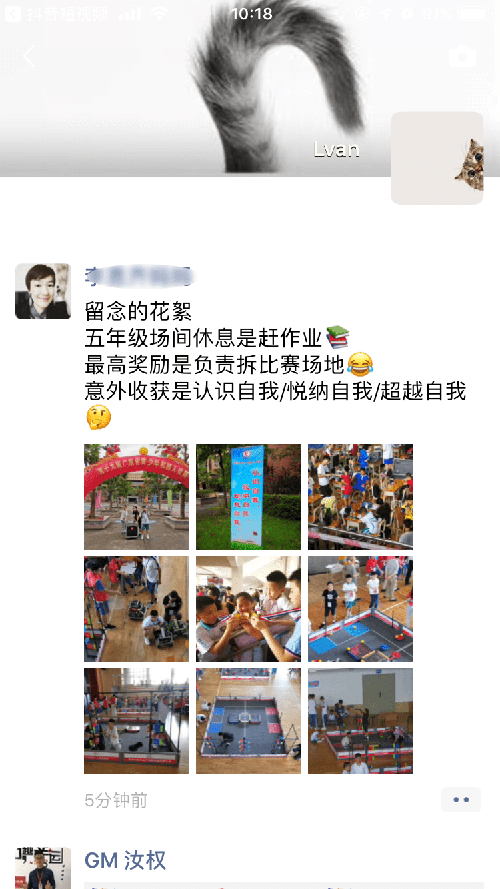 抖音短视频
10:18
Lvan
留念的花絮
五年级场间休息是赶作业📚
最高奖励是负责拆比赛场地😂
意外收获是认识自我/悦纳自我/超越自我
🤔
5分钟前
GM 汝权